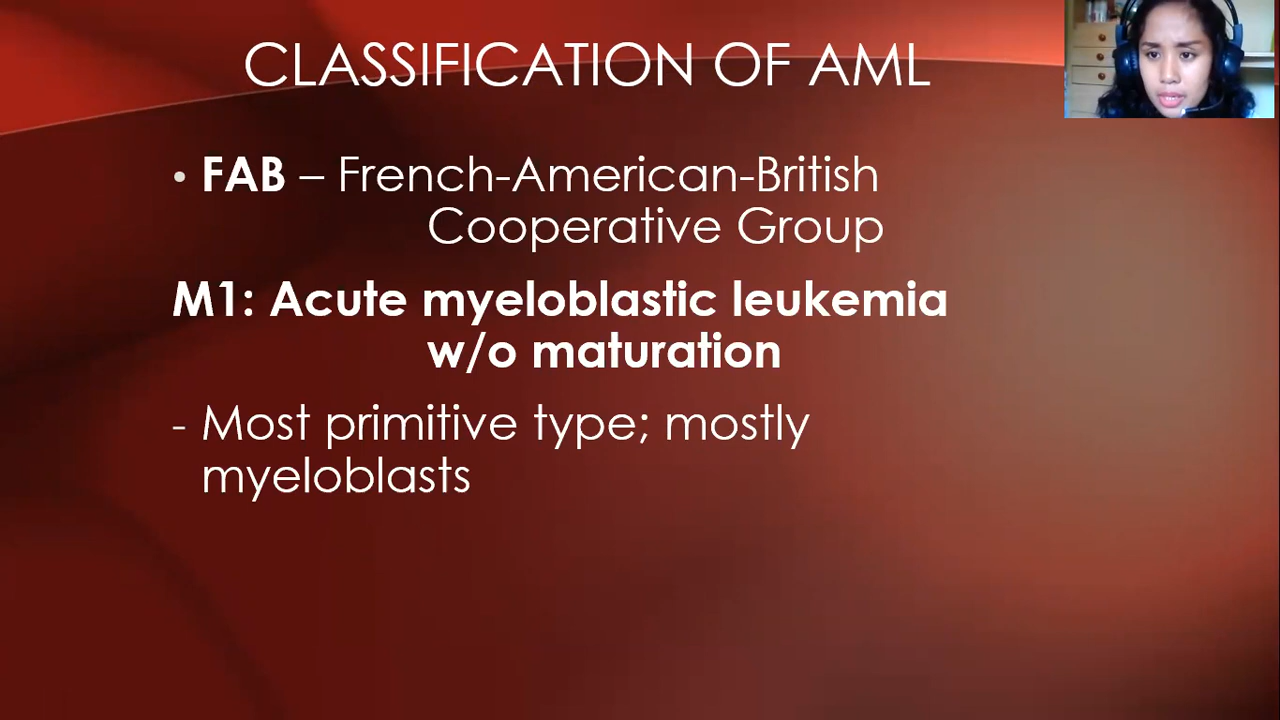 CLASSIFICATION OF AML
• FAB – French-American-British
Cooperative Group
M1: Acute myeloblastic leukemia
w/o maturation
- Most primitive type; mostly
myeloblasts